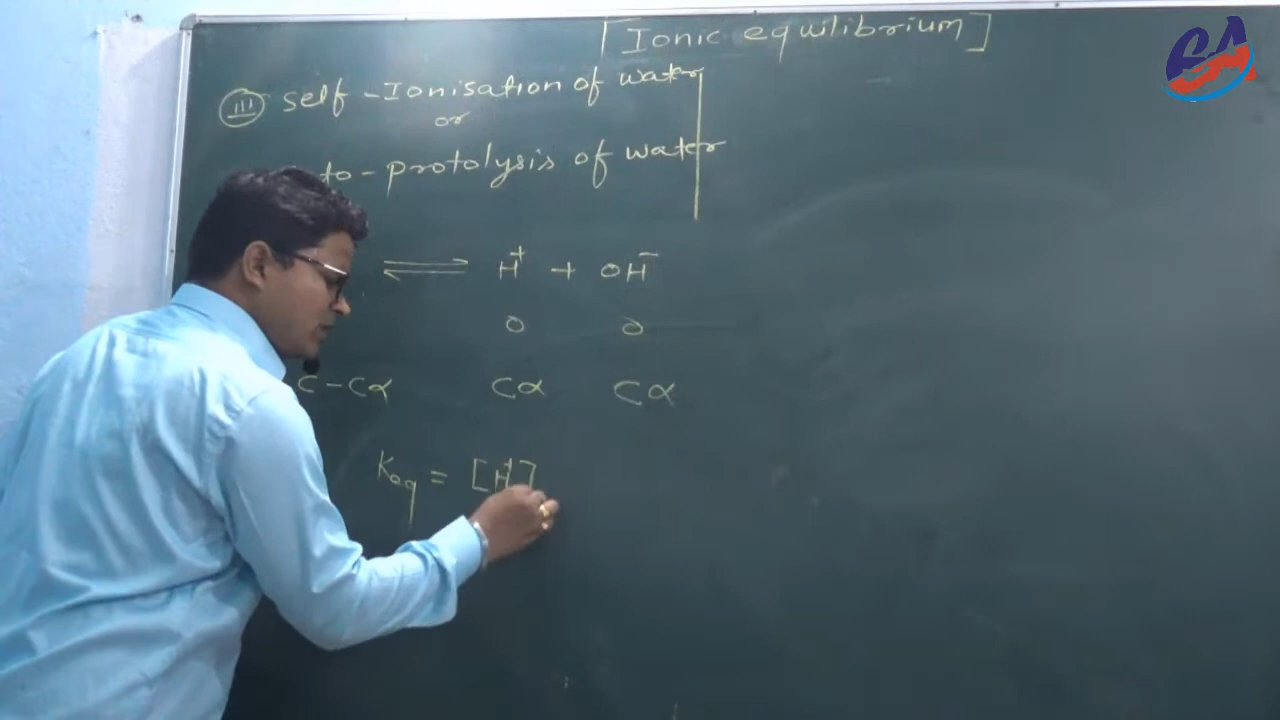 [Ionic equilibrium]
III self-Ionisation of water
or
to-protolysis of water
⇌ H⁺ + OH⁻
0 0
C-Cα Cα Cα
Keq = [H⁺]